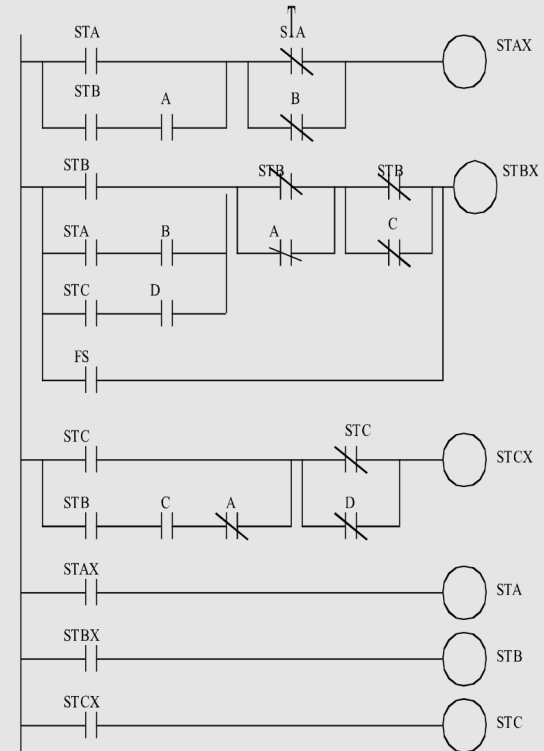 T
STA STA STAX
STB A B
STB STB STB STBX
STA B A C
STC D
FS
STC STC STCX
STB C A D
STAX STA
STBX STB
STCX STC